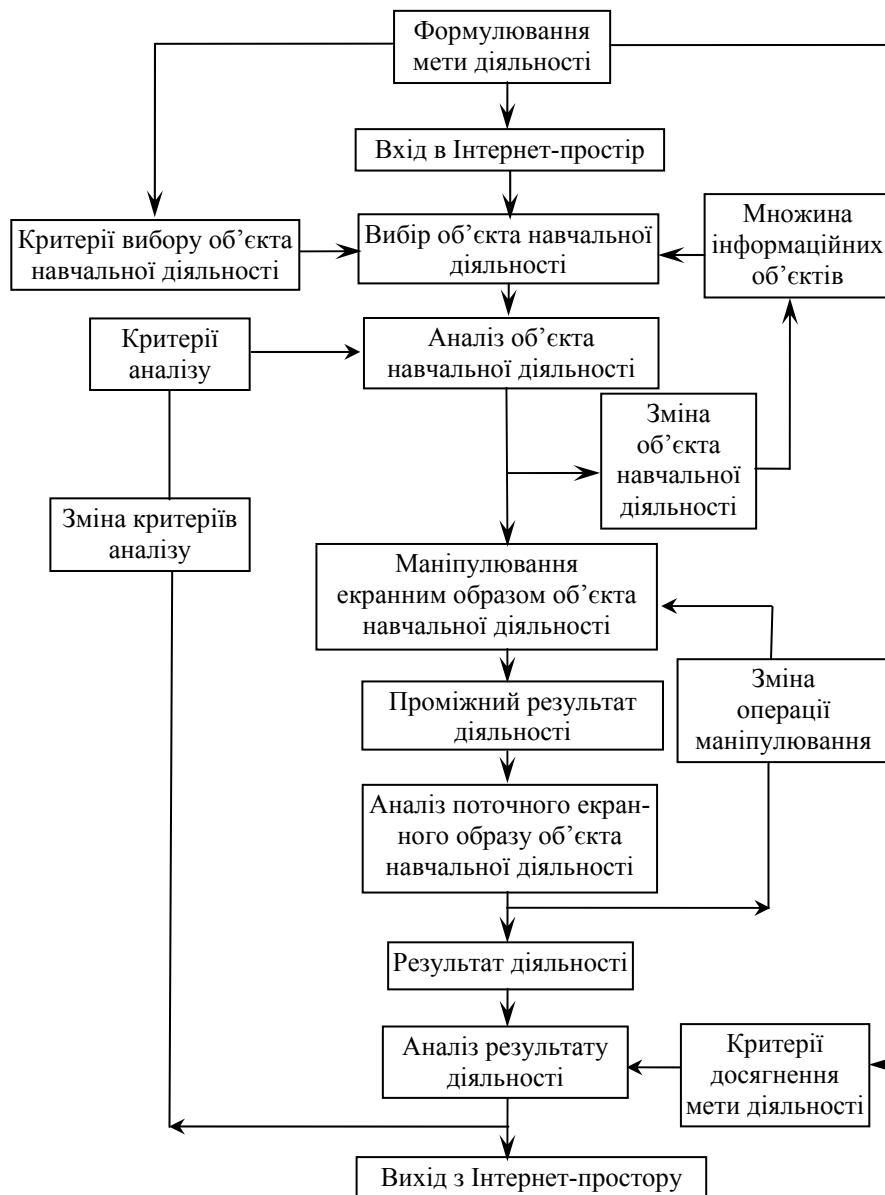 Формулювання
мети діяльності
Вхід в Інтернет-простір
Критерії вибору об’єкта
навчальної діяльності
Вибір об’єкта навчальної
діяльності
Множина
інформаційних
об’єктів
Критерії
аналізу
Аналіз об’єкта
навчальної діяльності
Зміна
об’єкта
навчальної
діяльності
Зміна критеріїв
аналізу
Маніпулювання
екранним образом об’єкта
навчальної діяльності
Проміжний результат
діяльності
Зміна
операції
маніпулювання
Аналіз поточного екран-
ного образу об’єкта
навчальної діяльності
Результат діяльності
Аналіз результату
діяльності
Критерії
досягнення
мети діяльності
Вихід з Інтернет-простору